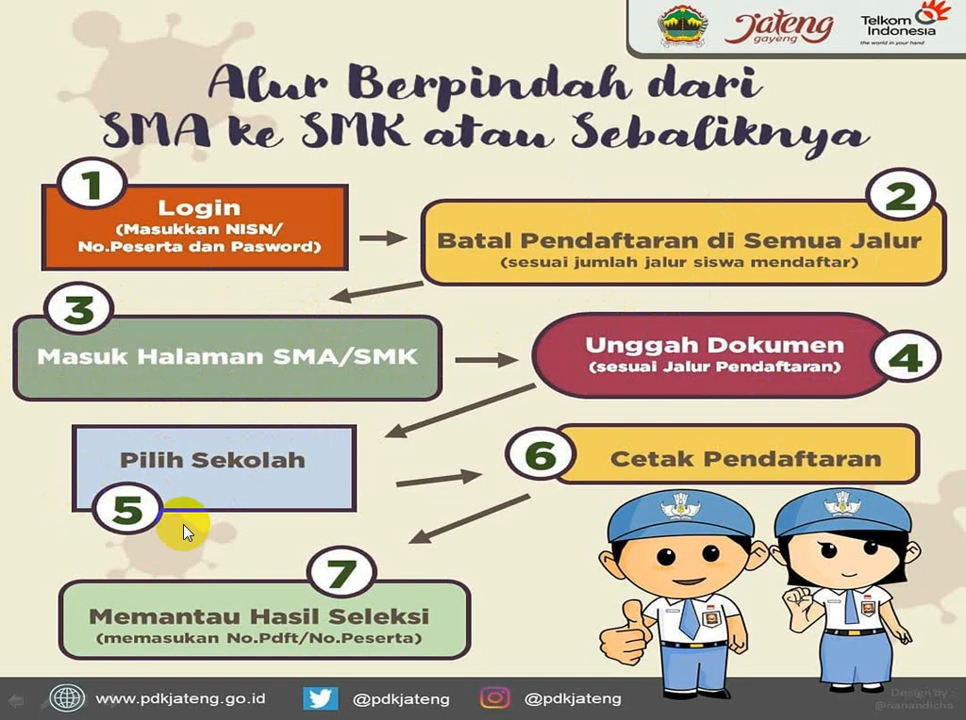 Jateng
gayeng
Telkom
Indonesia
the world in your hand
Alur Berpindah dari
SMA ke SMK atau Sebaliknya
1
Login
(Masukkan NISN/
No.Peserta dan Pasword)
2
Batal Pendaftaran di Semua Jalur
(sesuai jumlah jalur siswa mendaftar)
3
Masuk Halaman SMA/SMK
4
Unggah Dokumen
(sesuai Jalur Pendaftaran)
5
Pilih Sekolah
6
Cetak Pendaftaran
7
Memantau Hasil Seleksi
(memasukan No.Pdft/No.Peserta)
www.pdkjateng.go.id
@pdkjateng
@pdkjateng
Design by :
@nanandicha